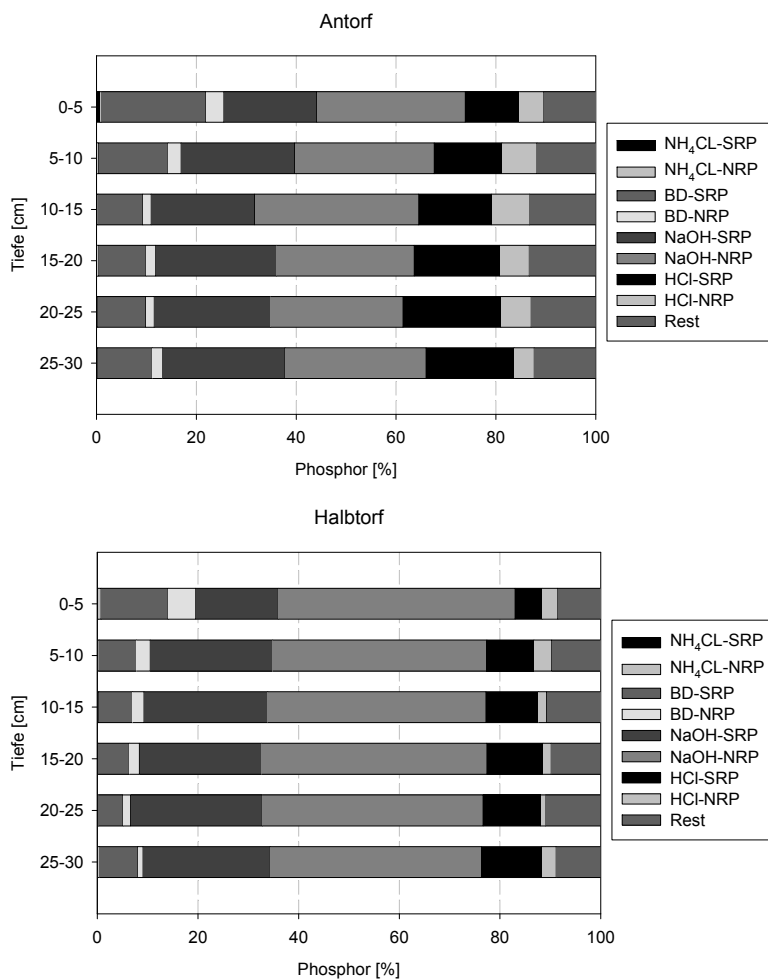 Antorf
Tiefe [cm]
0-5
5-10
10-15
15-20
20-25
25-30
0 20 40 60 80 100
Phosphor [%]
NH₄CL-SRP
NH₄CL-NRP
BD-SRP
BD-NRP
NaOH-SRP
NaOH-NRP
HCl-SRP
HCl-NRP
Rest
Halbtorf
Tiefe [cm]
0-5
5-10
10-15
15-20
20-25
25-30
0 20 40 60 80 100
Phosphor [%]
NH₄CL-SRP
NH₄CL-NRP
BD-SRP
BD-NRP
NaOH-SRP
NaOH-NRP
HCl-SRP
HCl-NRP
Rest